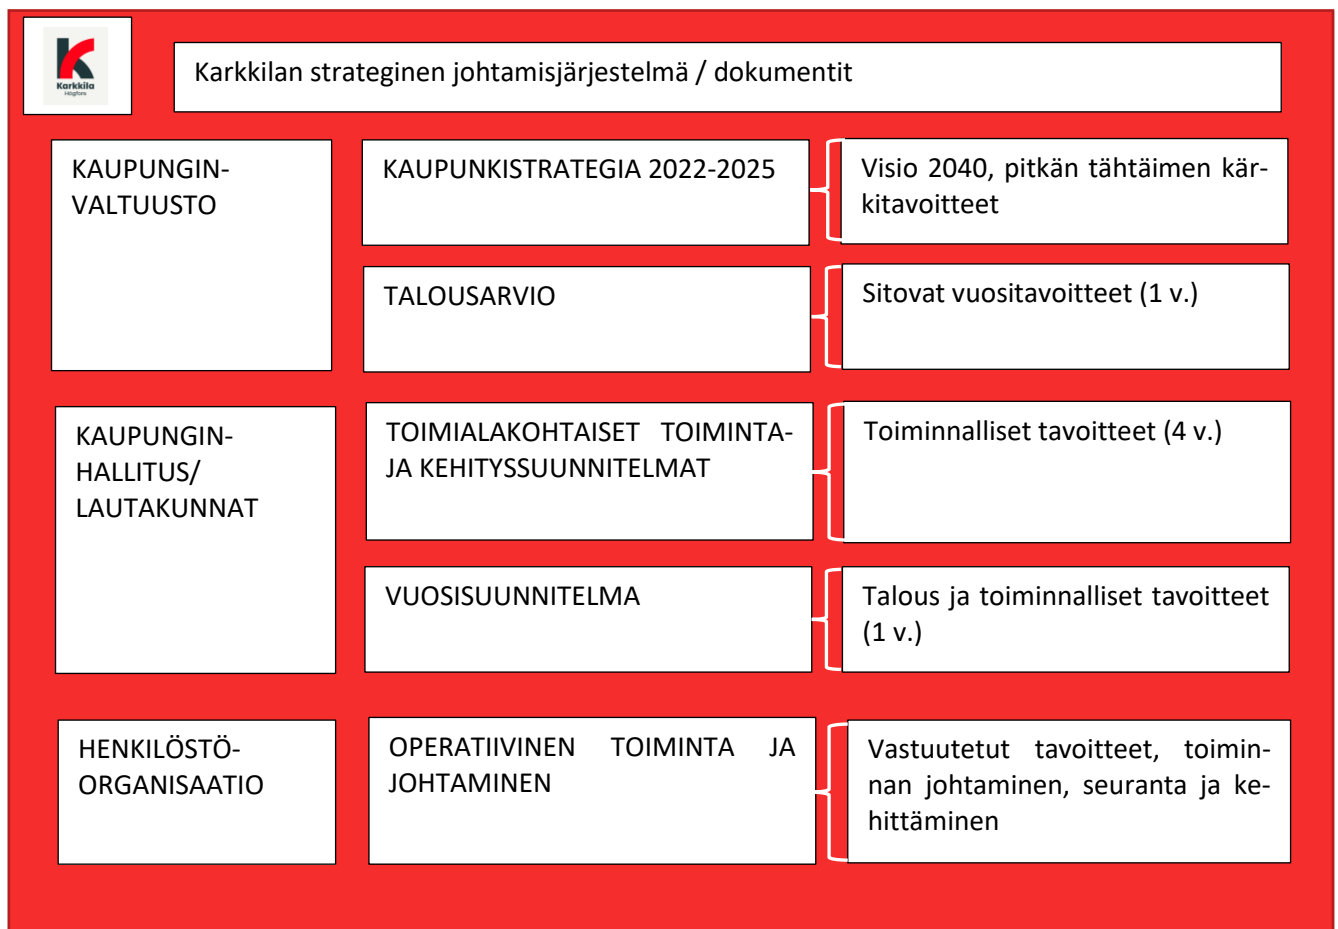 Karkkila
Högfors
Karkkilan strateginen johtamisjärjestelmä / dokumentit
KAUPUNGIN-
VALTUUSTO
KAUPUNKISTRATEGIA 2022-2025
Visio 2040, pitkän tähtäimen kär-
kitavoitteet
TALOUSARVIO
Sitovat vuositavoitteet (1 v.)
KAUPUNGIN-
HALLITUS/
LAUTAKUNNAT
TOIMIALAKOHTAISET TOIMINTA-
JA KEHITYSSUUNNITELMAT
Toiminnalliset tavoitteet (4 v.)
VUOSISUUNNITELMA
Talous ja toiminnalliset tavoitteet
(1 v.)
HENKILÖSTÖ-
ORGANISAATIO
OPERATIIVINEN TOIMINTA JA
JOHTAMINEN
Vastuutetut tavoitteet, toimin-
nan johtaminen, seuranta ja ke-
hittäminen